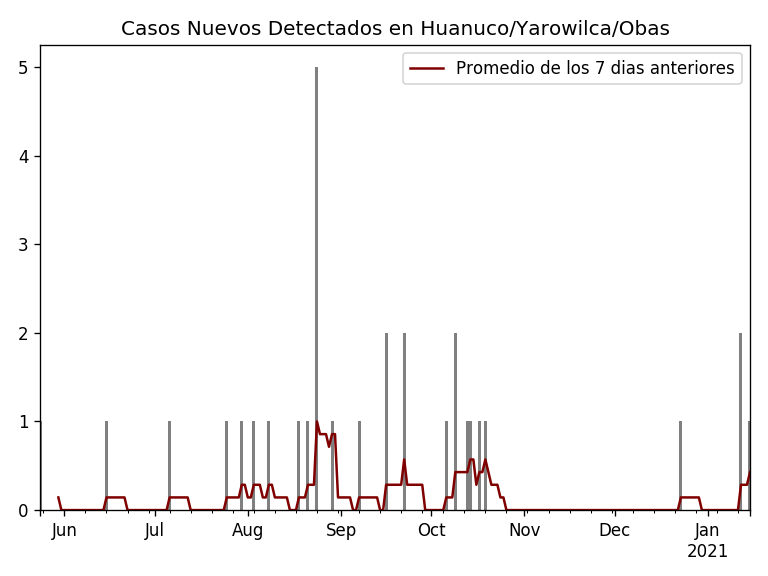 Casos Nuevos Detectados en Huanuco/Yarowilca/Obas
Promedio de los 7 dias anteriores
5
4
3
2
1
0
Jun Jul Aug Sep Oct Nov Dec Jan
2021